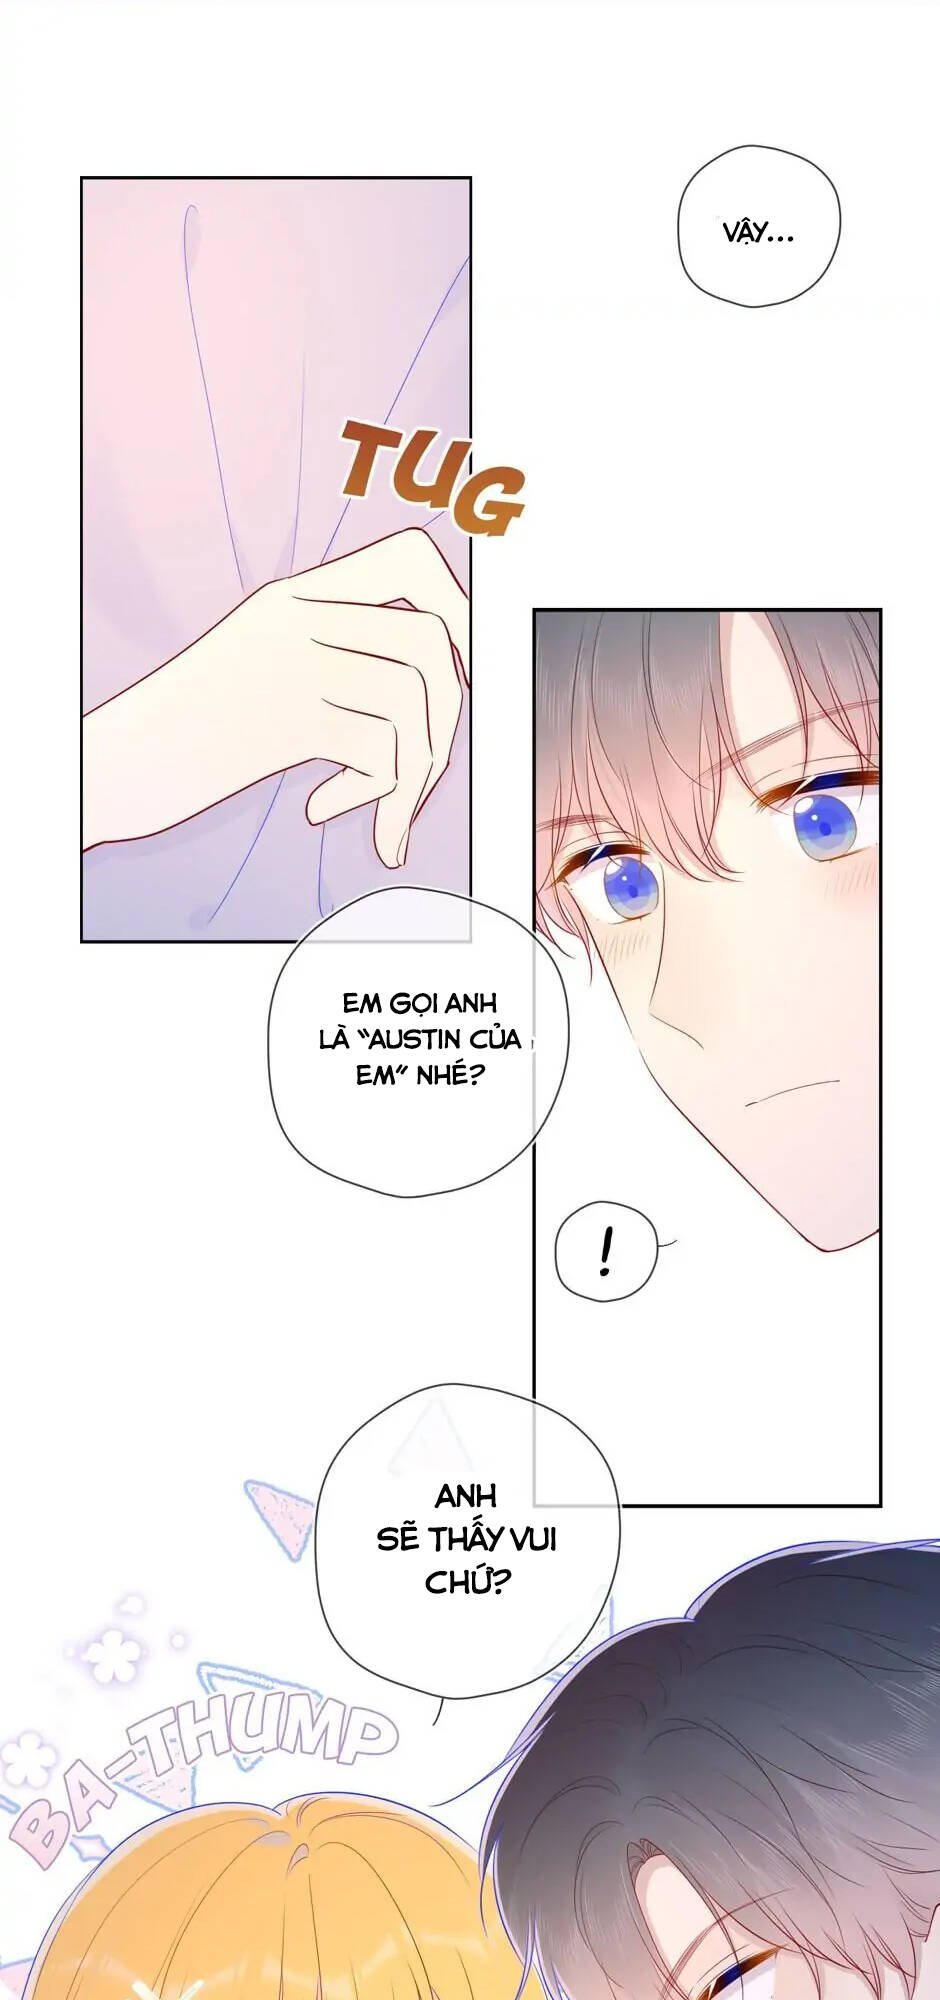 VẬY...
TUG
EM GỌI ANH
LÀ "AUSTIN CỦA
EM" NHÉ?
!
ANH
SẼ THẤY VUI
CHỨ?
BA-THUMP